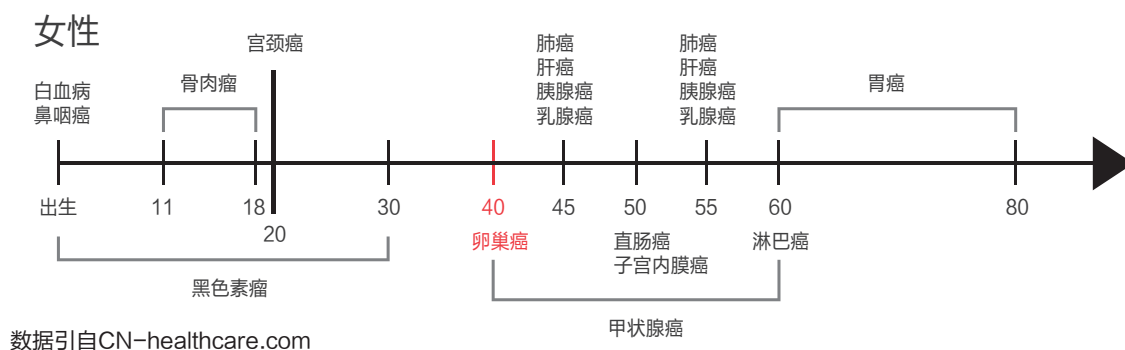 女性
宫颈癌
肺癌
肝癌
胰腺癌
乳腺癌
肺癌
肝癌
胰腺癌
乳腺癌
白血病
鼻咽癌
骨肉瘤
胃癌
出生
11
18
20
30
40
45
50
55
60
80
卵巢癌
直肠癌
子宫内膜癌
淋巴癌
黑色素瘤
甲状腺癌
数据引自CN-healthcare.com